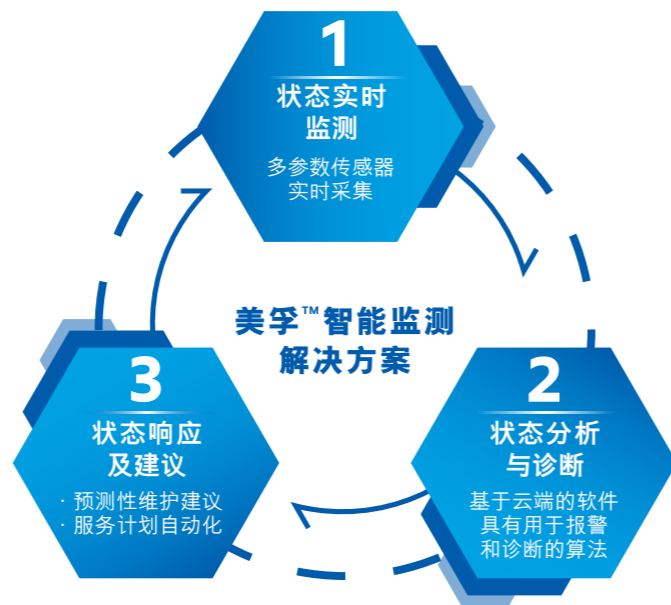 1
状态实时
监测
多参数传感器
实时采集
美孚™智能监测
解决方案
2
状态分析
与诊断
基于云端的软件
具有用于报警
和诊断的算法
3
状态响应
及建议
· 预测性维护建议
· 服务计划自动化